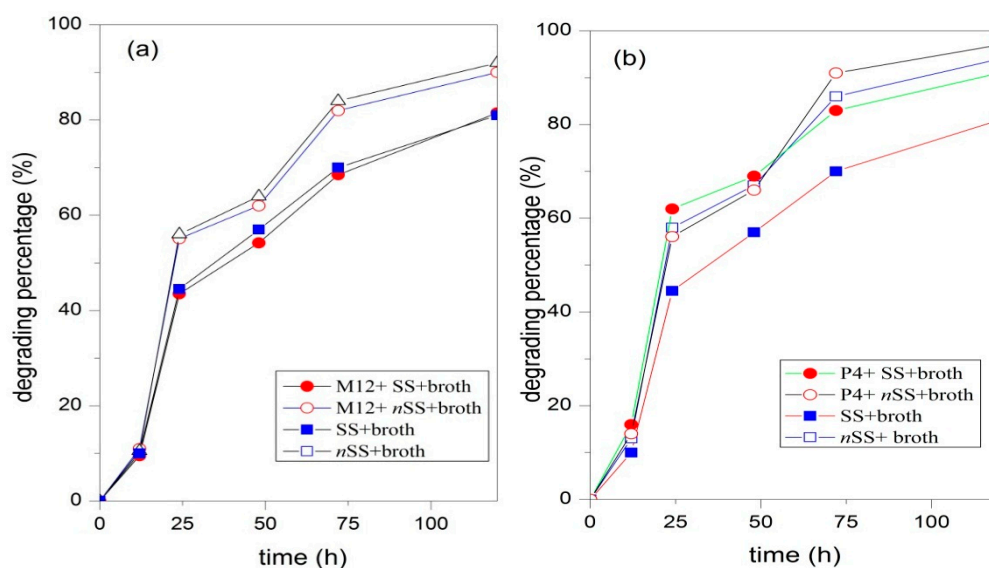 (a)
degrading percentage (%)
100
80
60
40
20
0
0 25 50 75 100
time (h)
M12+ SS+broth
M12+ nSS+broth
SS+broth
nSS+broth
(b)
degrading percentage (%)
100
80
60
40
20
0
0 25 50 75 100
time (h)
P4+ SS+broth
P4+ nSS+broth
SS+broth
nSS+ broth